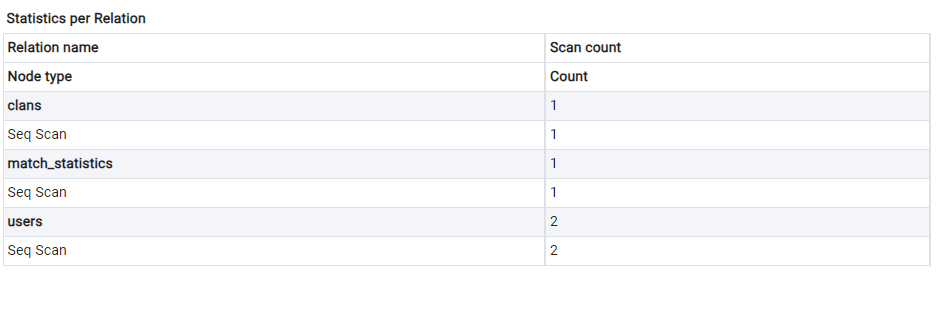 Statistics per Relation
Relation name Scan count
Node type Count
clans 1
Seq Scan 1
match_statistics 1
Seq Scan 1
users 2
Seq Scan 2